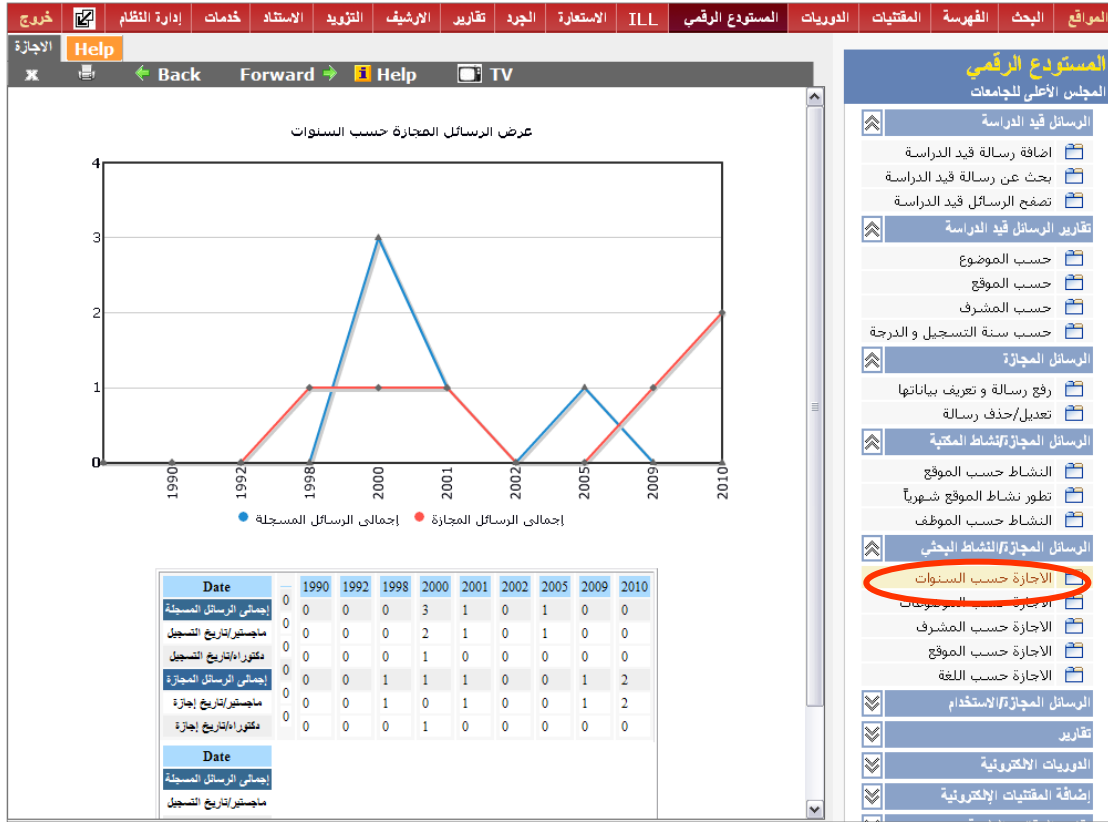 المواقع البحث الفهرسة المقتنيات الدوريات المستودع الرقمي ILL الاستعارة الجرد تقارير الارشيف التزويد الاستناد خدمات إدارة النظام خروج
الاجازة Help
x Back Forward Help TV
المستودع الرقمي
المجلس الأعلى للجامعات
الرسائل قيد الدراسة
اضافة رسالة قيد الدراسة
بحث عن رسالة قيد الدراسة
تصفح الرسائل قيد الدراسة
تقارير الرسائل قيد الدراسة
حسب الموضوع
حسب الموقع
حسب المشرف
حسب سنة التسجيل و الدرجة
الرسائل المجازة
رفع رسالة و تعريف بياناتها
تعديل/حذف رسالة
الرسائل المجازة/نشاط المكتبة
النشاط حسب الموقع
تطور نشاط الموقع شهرياً
النشاط حسب الموظف
الرسائل المجازة/النشاط البحثي
الاجازة حسب السنوات
الاجازة حسب الموضوعات
الاجازة حسب المشرف
الاجازة حسب الموقع
الاجازة حسب اللغة
الرسائل المجازة/الاستخدام
تقارير
الدوريات الالكترونية
إضافة المقتنيات الإلكترونية
عرض الرسائل المجازة حسب السنوات
4
3
2
1
0
1990 1992 1998 2000 2001 2002 2005 2009 2010
إجمالى الرسائل المسجلة إجمالى الرسائل المجازة
Date 1990 1992 1998 2000 2001 2002 2005 2009 2010
إجمالى الرسائل المسجلة 0 0 0 0 3 1 0 1 0 0
ماجستير/تاريخ التسجيل 0 0 0 0 2 1 0 1 0 0
دكتوراه/تاريخ التسجيل 0 0 0 0 1 0 0 0 0 0
إجمالى الرسائل المجازة 0 0 0 1 1 1 0 0 1 2
ماجستير/تاريخ إجازة 0 0 0 1 0 1 0 0 1 2
دكتوراه/تاريخ إجازة 0 0 0 0 1 0 0 0 0 0
Date
إجمالى الرسائل المسجلة
ماجستير/تاريخ التسجيل